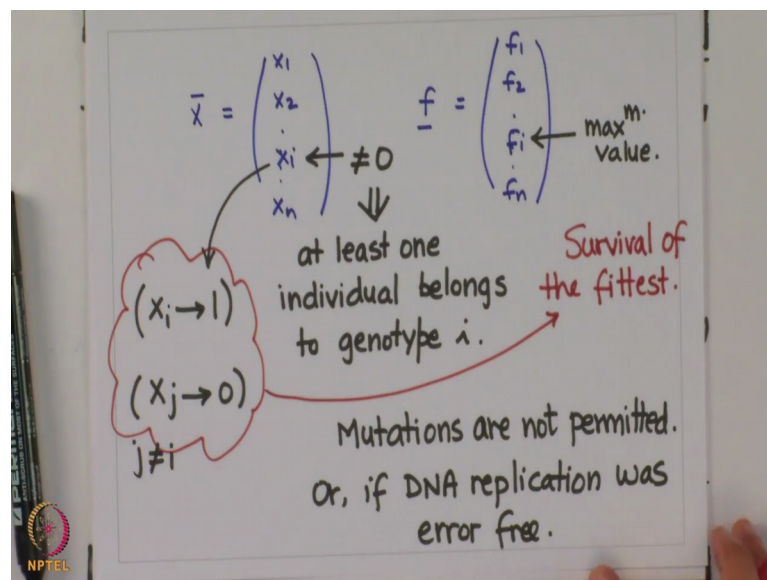 x̄ = (x1 x2 . xi . xn) ← ≠0
f = (f1 f2 . fi . fn) ← max^m. value.
⇓
at least one
individual belongs
to genotype i.
(xi → 1)
(xj → 0)
j≠i
Survival of
the fittest.
Mutations are not permitted.
Or, if DNA replication was
error free.
NPTEL